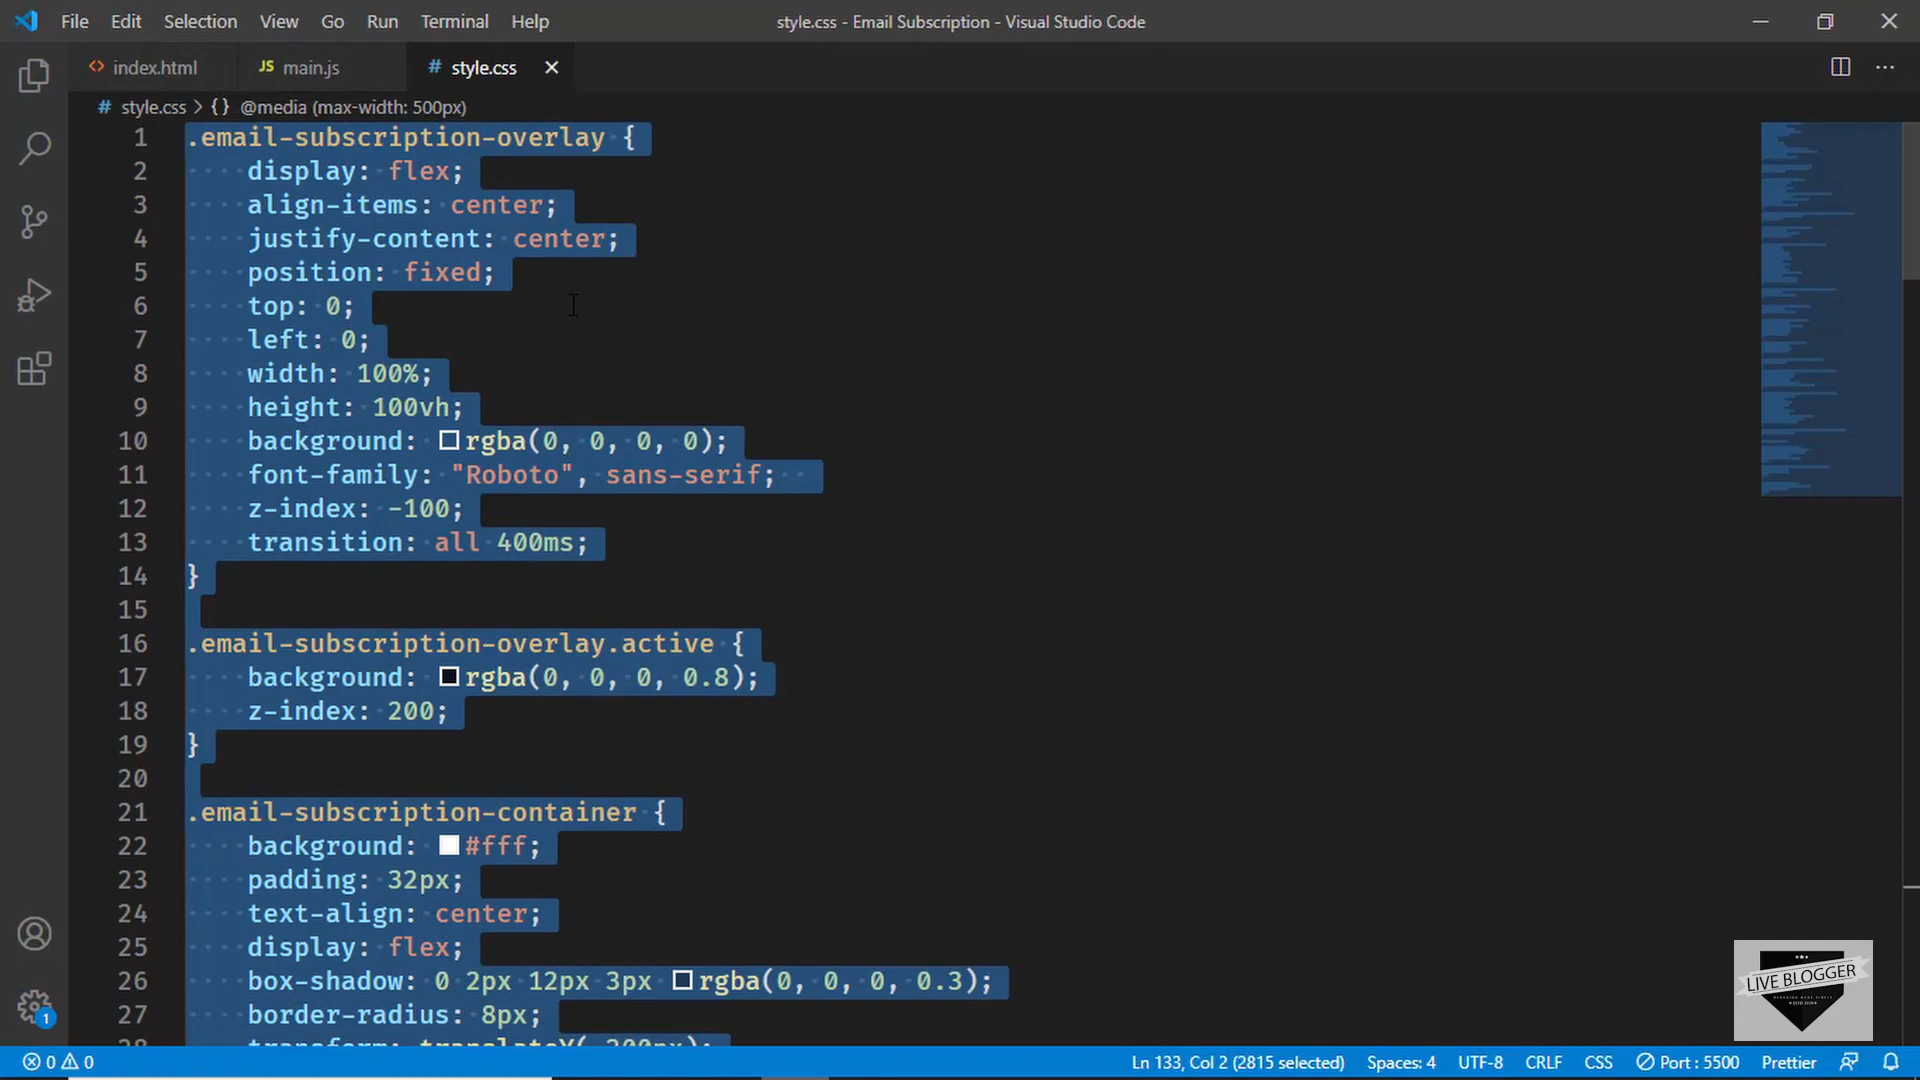 File Edit Selection View Go Run Terminal Help
style.css - Email Subscription - Visual Studio Code
index.html
JS main.js
# style.css
# style.css > {} @media (max-width: 500px)
1 .email-subscription-overlay {
2 display: flex;
3 align-items: center;
4 justify-content: center;
5 position: fixed;
6 top: 0;
7 left: 0;
8 width: 100%;
9 height: 100vh;
10 background: rgba(0, 0, 0, 0);
11 font-family: "Roboto", sans-serif;
12 z-index: -100;
13 transition: all 400ms;
14 }
15
16 .email-subscription-overlay.active {
17 background: rgba(0, 0, 0, 0.8);
18 z-index: 200;
19 }
20
21 .email-subscription-container {
22 background: #fff;
23 padding: 32px;
24 text-align: center;
25 display: flex;
26 box-shadow: 0 2px 12px 3px rgba(0, 0, 0, 0.3);
27 border-radius: 8px;
28 transform: translateY(-200px);
LIVE BLOGGER
1
0 0
Ln 133, Col 2 (2815 selected) Spaces: 4 UTF-8 CRLF CSS Port : 5500 Prettier